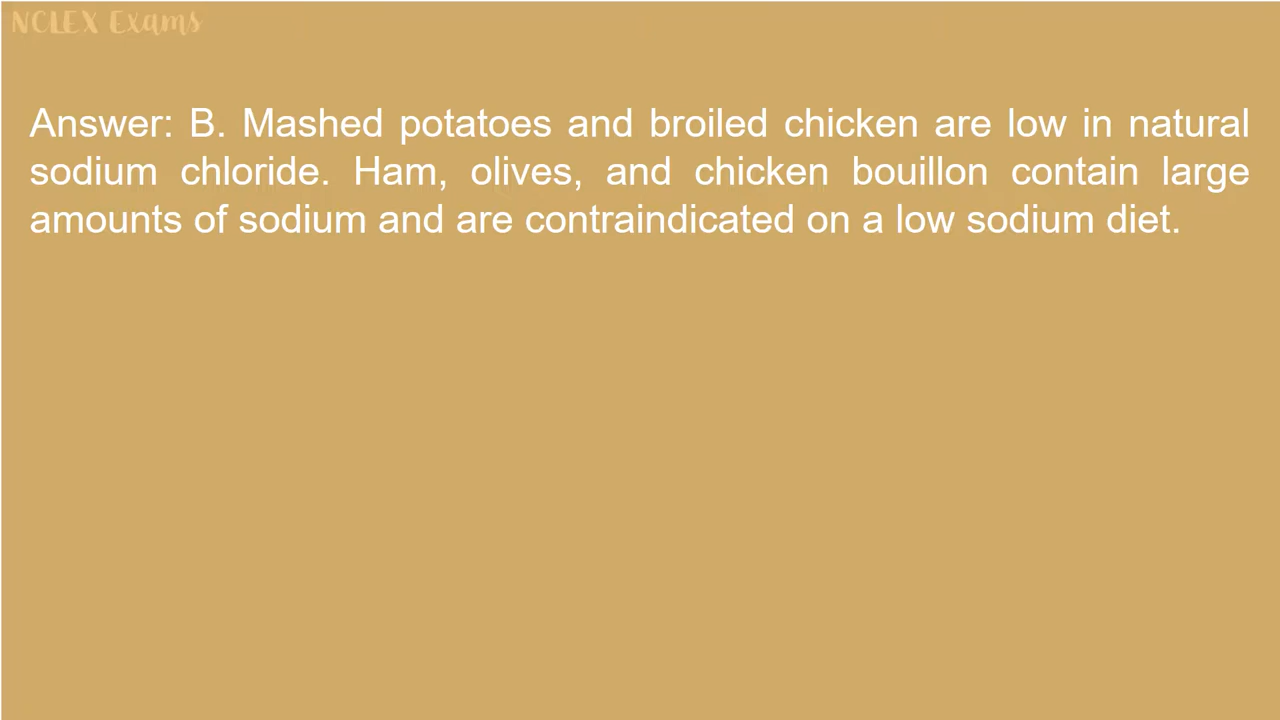 NCLEX Exams
Answer: B. Mashed potatoes and broiled chicken are low in natural
sodium chloride. Ham, olives, and chicken bouillon contain large
amounts of sodium and are contraindicated on a low sodium diet.